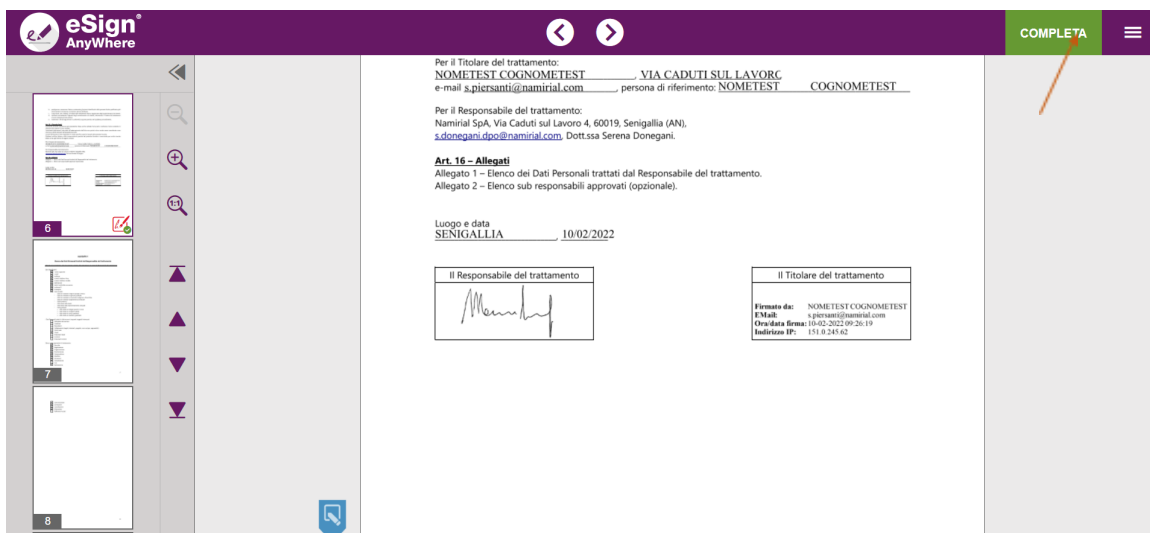 eSign®
AnyWhere
COMPLETA
Per il Titolare del trattamento:
NOMETEST COGNOMETEST , VIA CADUTI SUL LAVORO
e-mail s.piersanti@namirial.com , persona di riferimento: NOMETEST COGNOMETEST
Per il Responsabile del trattamento:
Namirial SpA, Via Caduti sul Lavoro 4, 60019, Senigallia (AN),
s.donegani.dpo@namirial.com, Dott.ssa Serena Donegani.
Art. 16 – Allegati
Allegato 1 – Elenco dei Dati Personali trattati dal Responsabile del trattamento.
Allegato 2 – Elenco sub responsabili approvati (opzionale).
Luogo e data
SENIGALLIA , 10/02/2022
Il Responsabile del trattamento
Il Titolare del trattamento
Firmato da: NOMETEST COGNOMETEST
EMail: s.piersanti@namirial.com
Ora/data firma: 10-02-2022 09:26:19
Indirizzo IP: 151.0.245.62
1:1
6
7
8